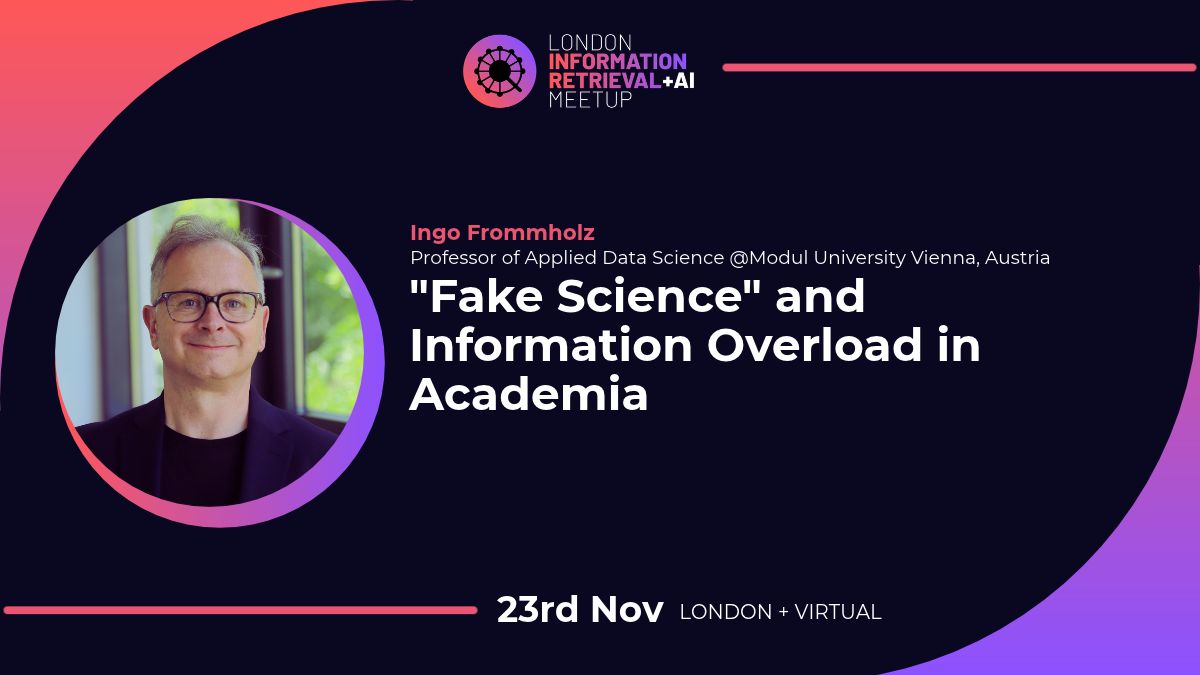 LONDON
INFORMATION
RETRIEVAL+AI
MEETUP
Ingo Frommholz
Professor of Applied Data Science @Modul University Vienna, Austria
"Fake Science" and
Information Overload in
Academia
23rd Nov LONDON + VIRTUAL